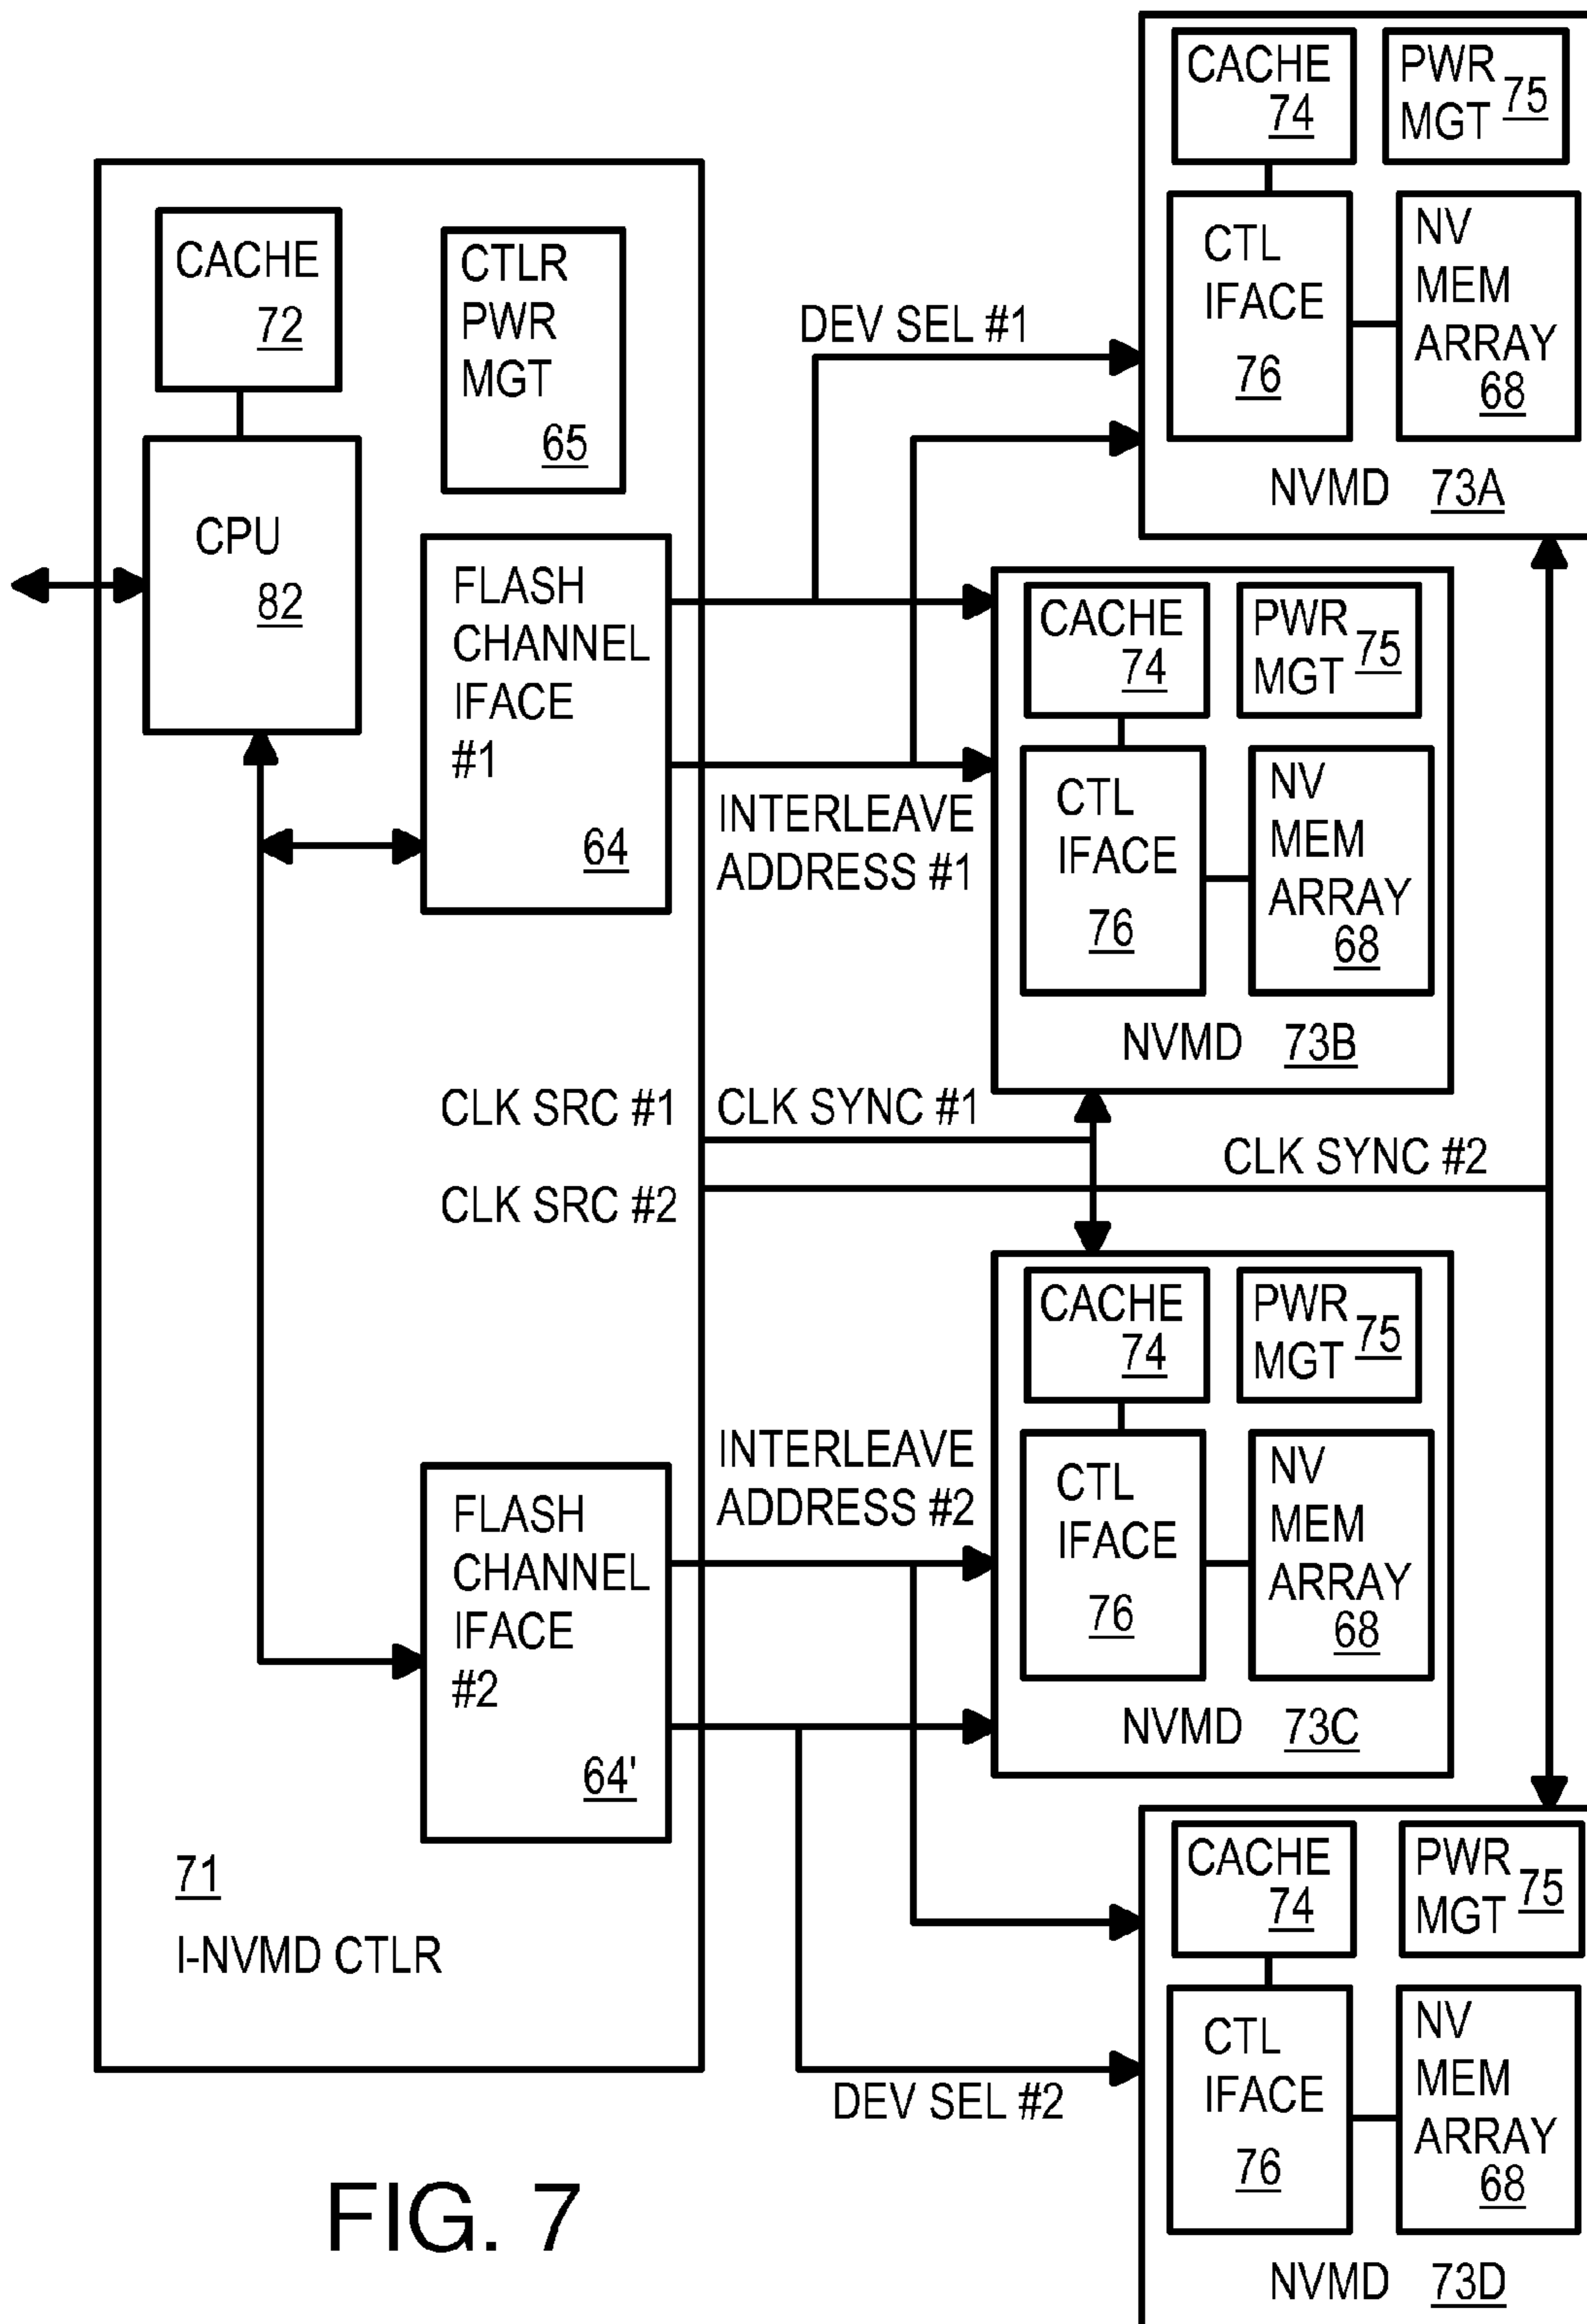 CACHE
72
CTLR
PWR
MGT
65
CPU
82
FLASH
CHANNEL
IFACE
#1
64
CLK SRC #1
CLK SRC #2
FLASH
CHANNEL
IFACE
#2
64'
71
I-NVMD CTLR
DEV SEL #1
INTERLEAVE
ADDRESS #1
CLK SYNC #1
CLK SYNC #2
INTERLEAVE
ADDRESS #2
DEV SEL #2
CACHE
74
PWR
MGT 75
CTL
IFACE
76
NV
MEM
ARRAY
68
NVMD 73A
CACHE
74
PWR
MGT 75
CTL
IFACE
76
NV
MEM
ARRAY
68
NVMD 73B
CACHE
74
PWR
MGT 75
CTL
IFACE
76
NV
MEM
ARRAY
68
NVMD 73C
CACHE
74
PWR
MGT 75
CTL
IFACE
76
NV
MEM
ARRAY
68
NVMD 73D
FIG. 7